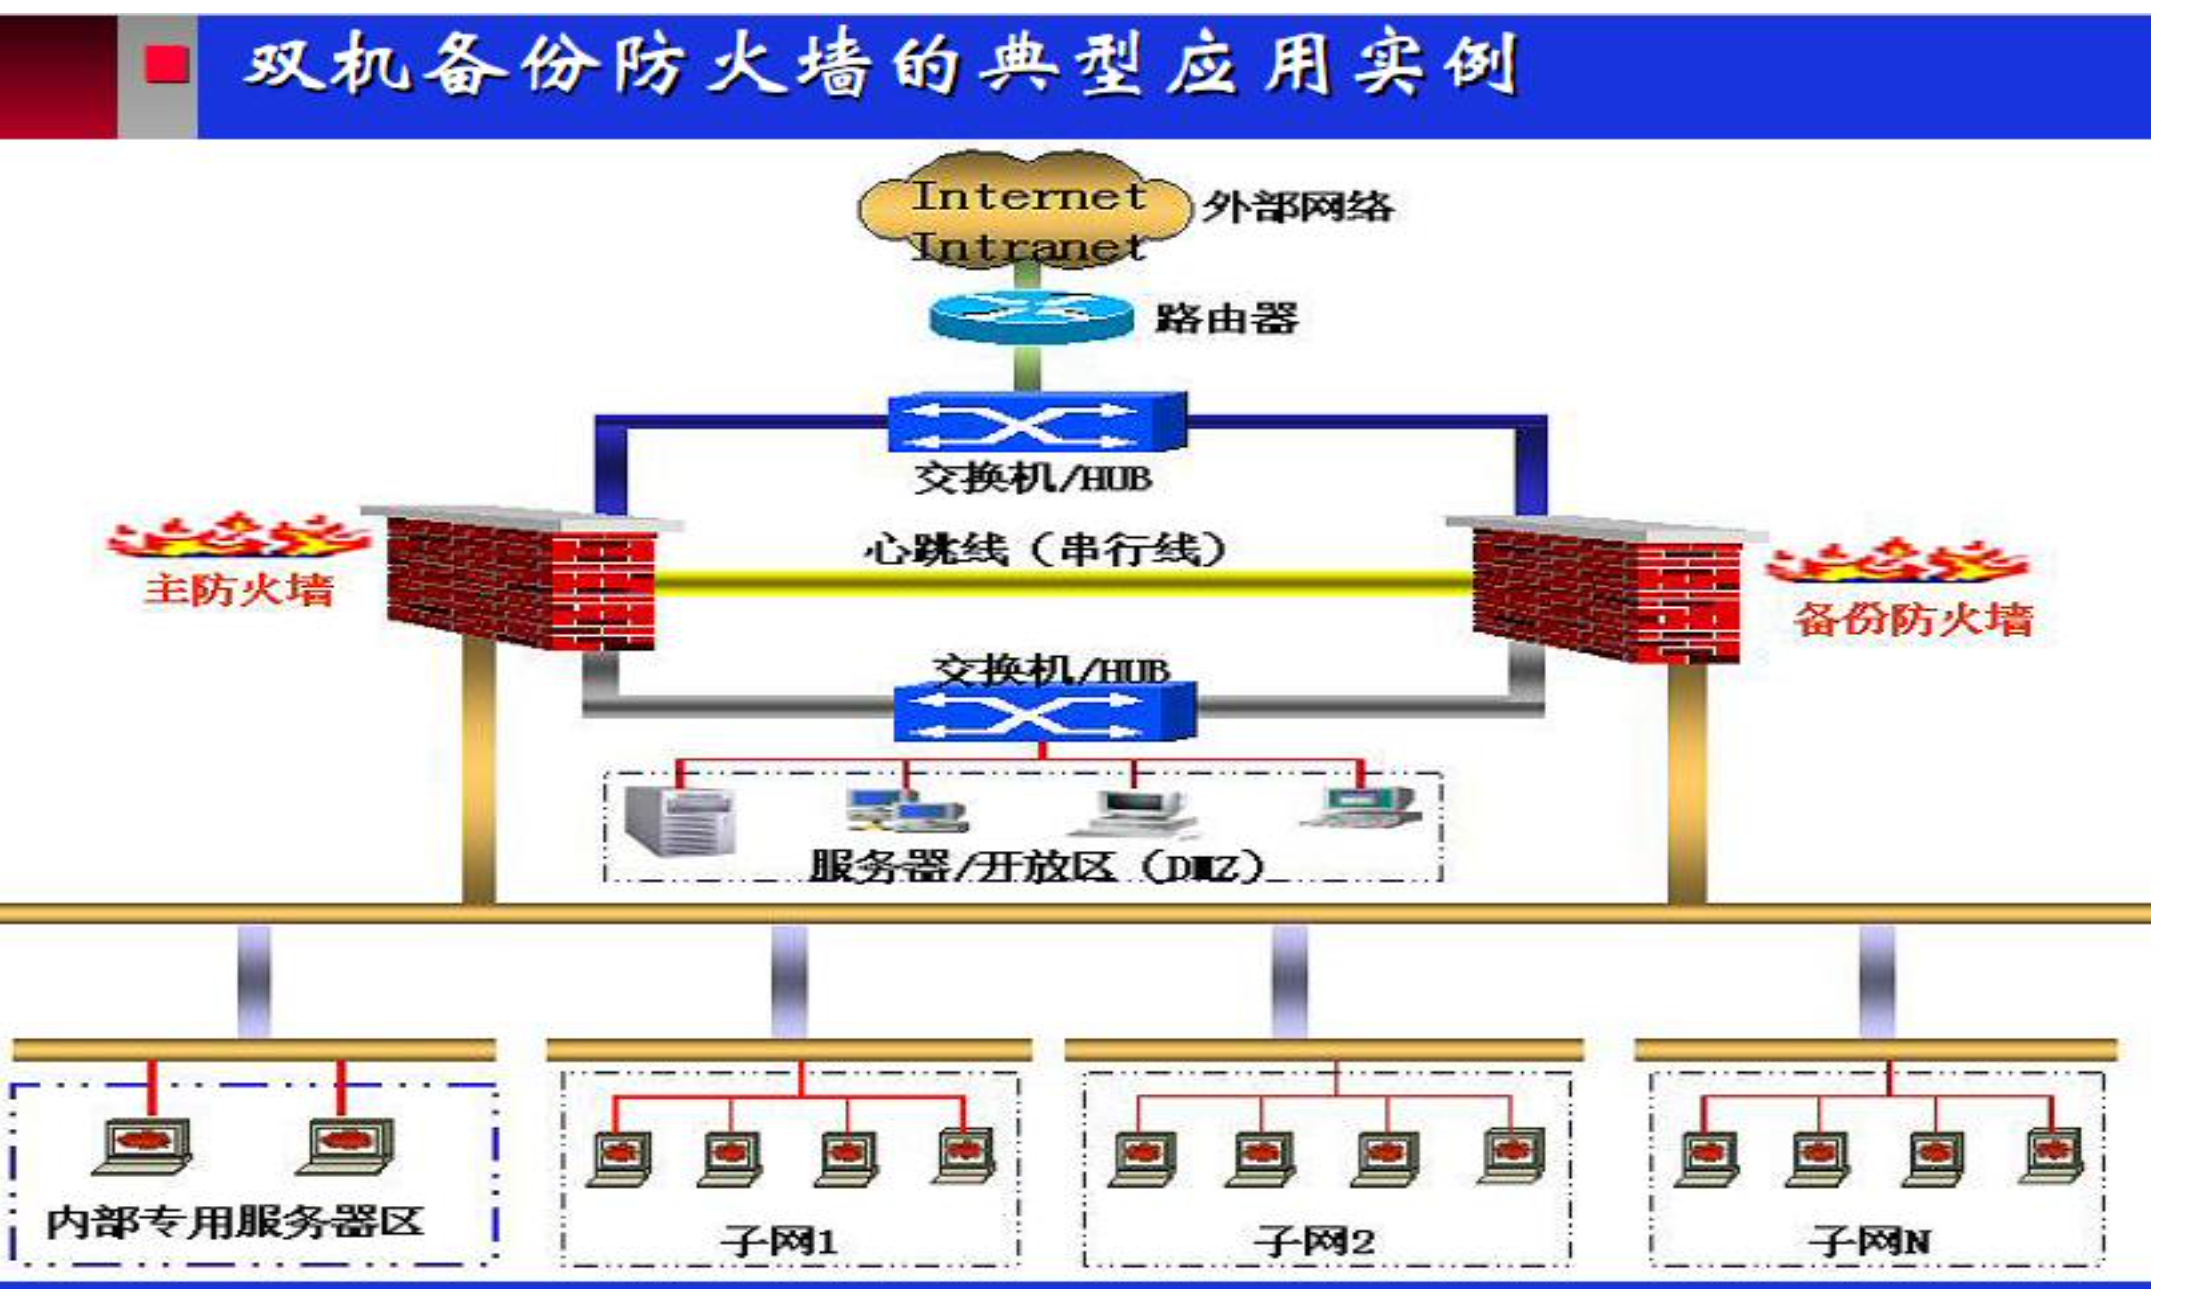 双机备份防火墙的典型应用实例
Internet
Intranet
外部网络
路由器
交换机/HUB
心跳线（串行线）
主防火墙
备份防火墙
交换机/HUB
服务器/开放区（DMZ）
内部专用服务器区
子网1
子网2
子网N